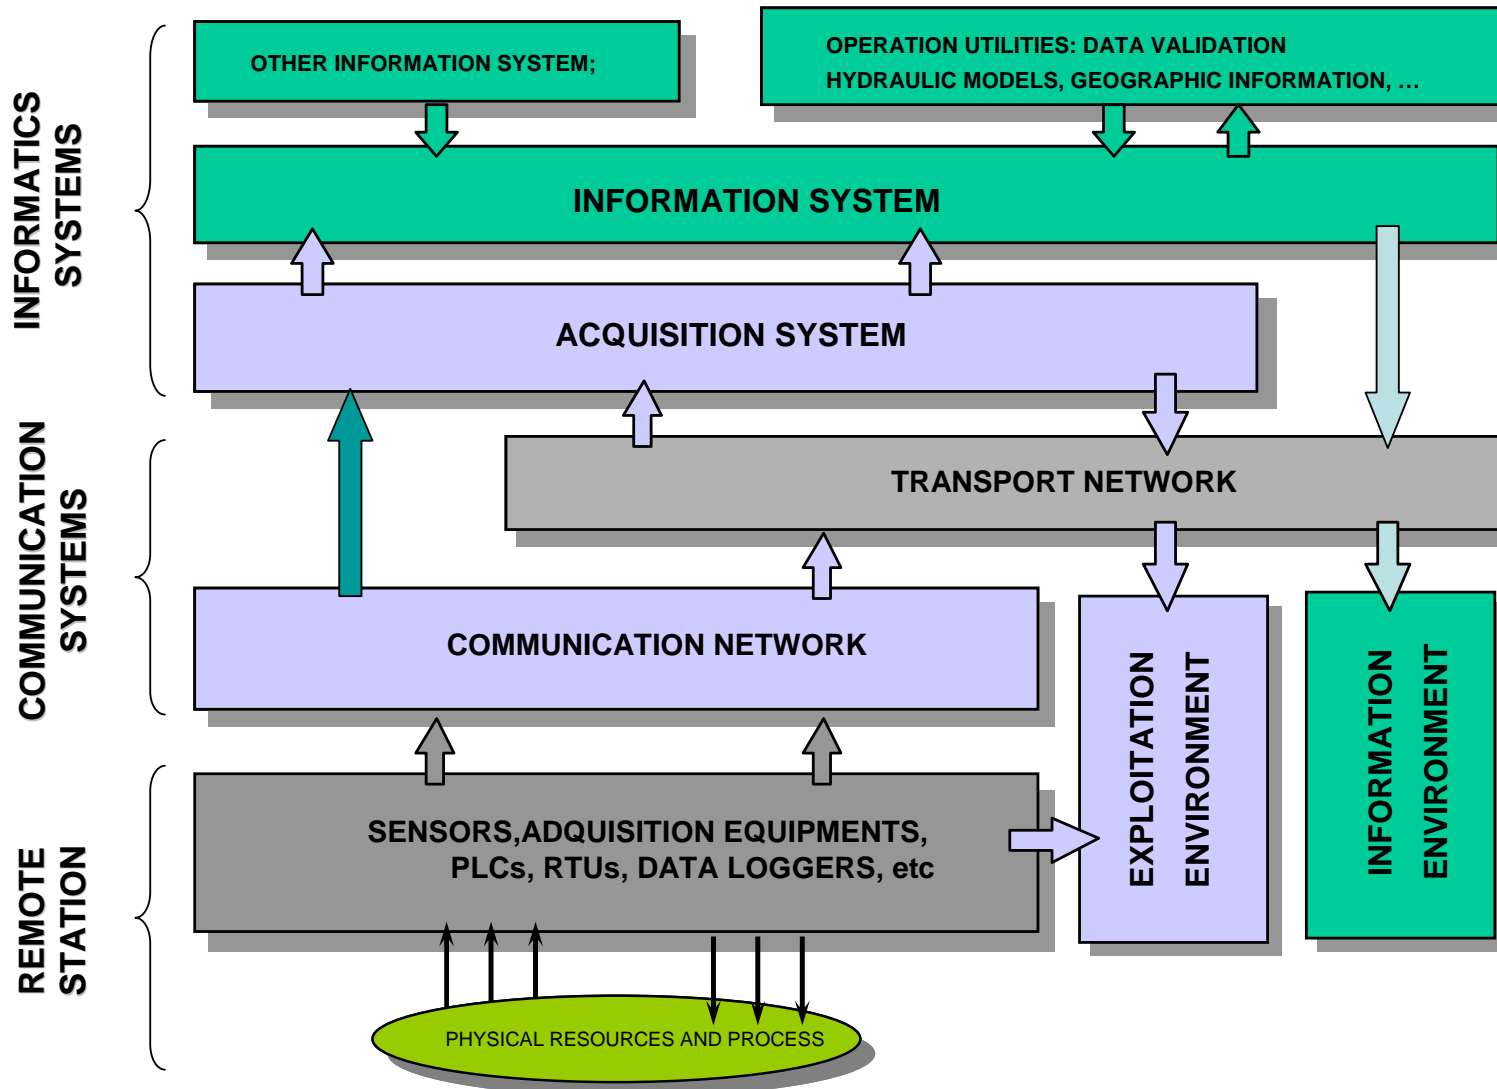 OTHER INFORMATION SYSTEM;
OPERATION UTILITIES: DATA VALIDATION
HYDRAULIC MODELS, GEOGRAPHIC INFORMATION, ...
INFORMATICS
SYSTEMS
INFORMATION SYSTEM
ACQUISITION SYSTEM
COMMUNICATION
SYSTEMS
TRANSPORT NETWORK
COMMUNICATION NETWORK
EXPLOITATION
ENVIRONMENT
INFORMATION
ENVIRONMENT
REMOTE
STATION
SENSORS,ADQUISITION EQUIPMENTS,
PLCs, RTUs, DATA LOGGERS, etc
PHYSICAL RESOURCES AND PROCESS